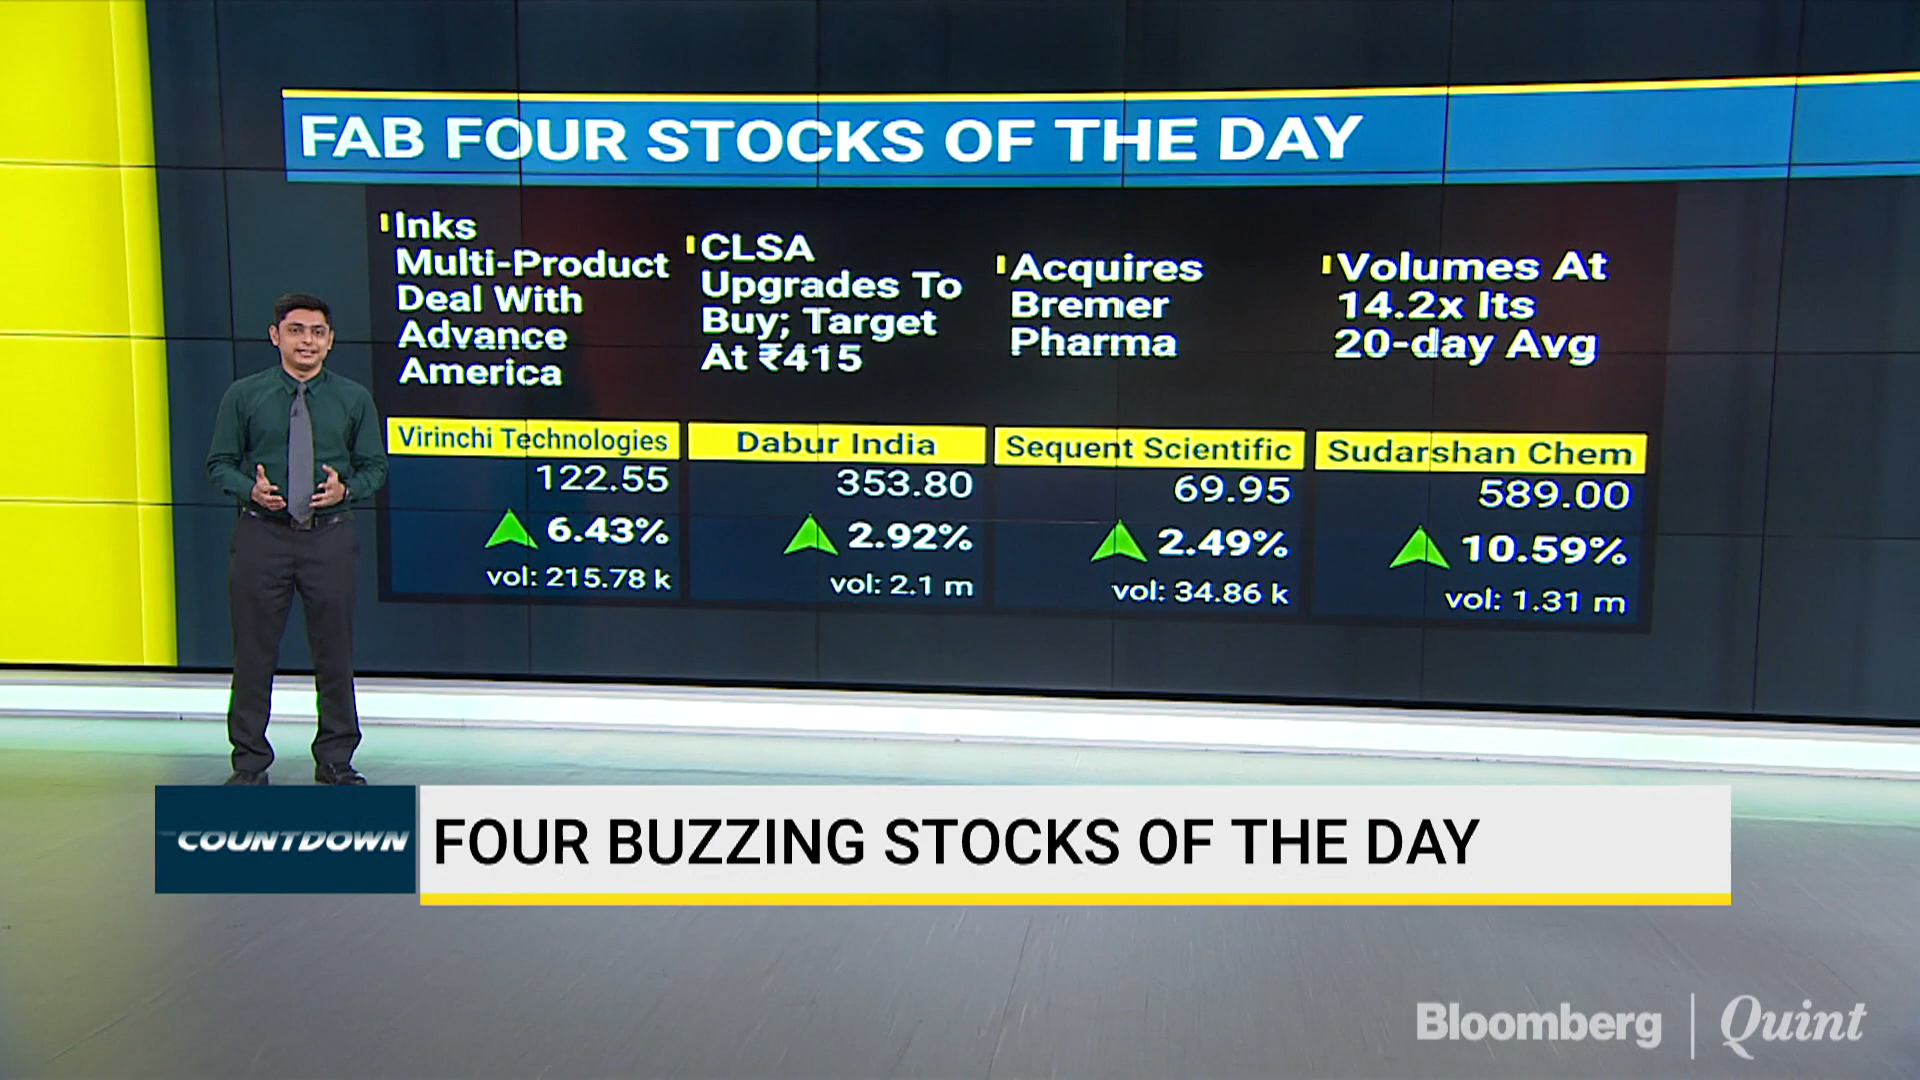 FAB FOUR STOCKS OF THE DAY
Inks
Multi-Product
Deal With
Advance
America
CLSA
Upgrades To
Buy; Target
At ₹415
Acquires
Bremer
Pharma
Volumes At
14.2x Its
20-day Avg
Virinchi Technologies
122.55
6.43%
vol: 215.78 k
Dabur India
353.80
2.92%
vol: 2.1 m
Sequent Scientific
69.95
2.49%
vol: 34.86 k
Sudarshan Chem
589.00
10.59%
vol: 1.31 m
COUNTDOWN
FOUR BUZZING STOCKS OF THE DAY
Bloomberg | Quint